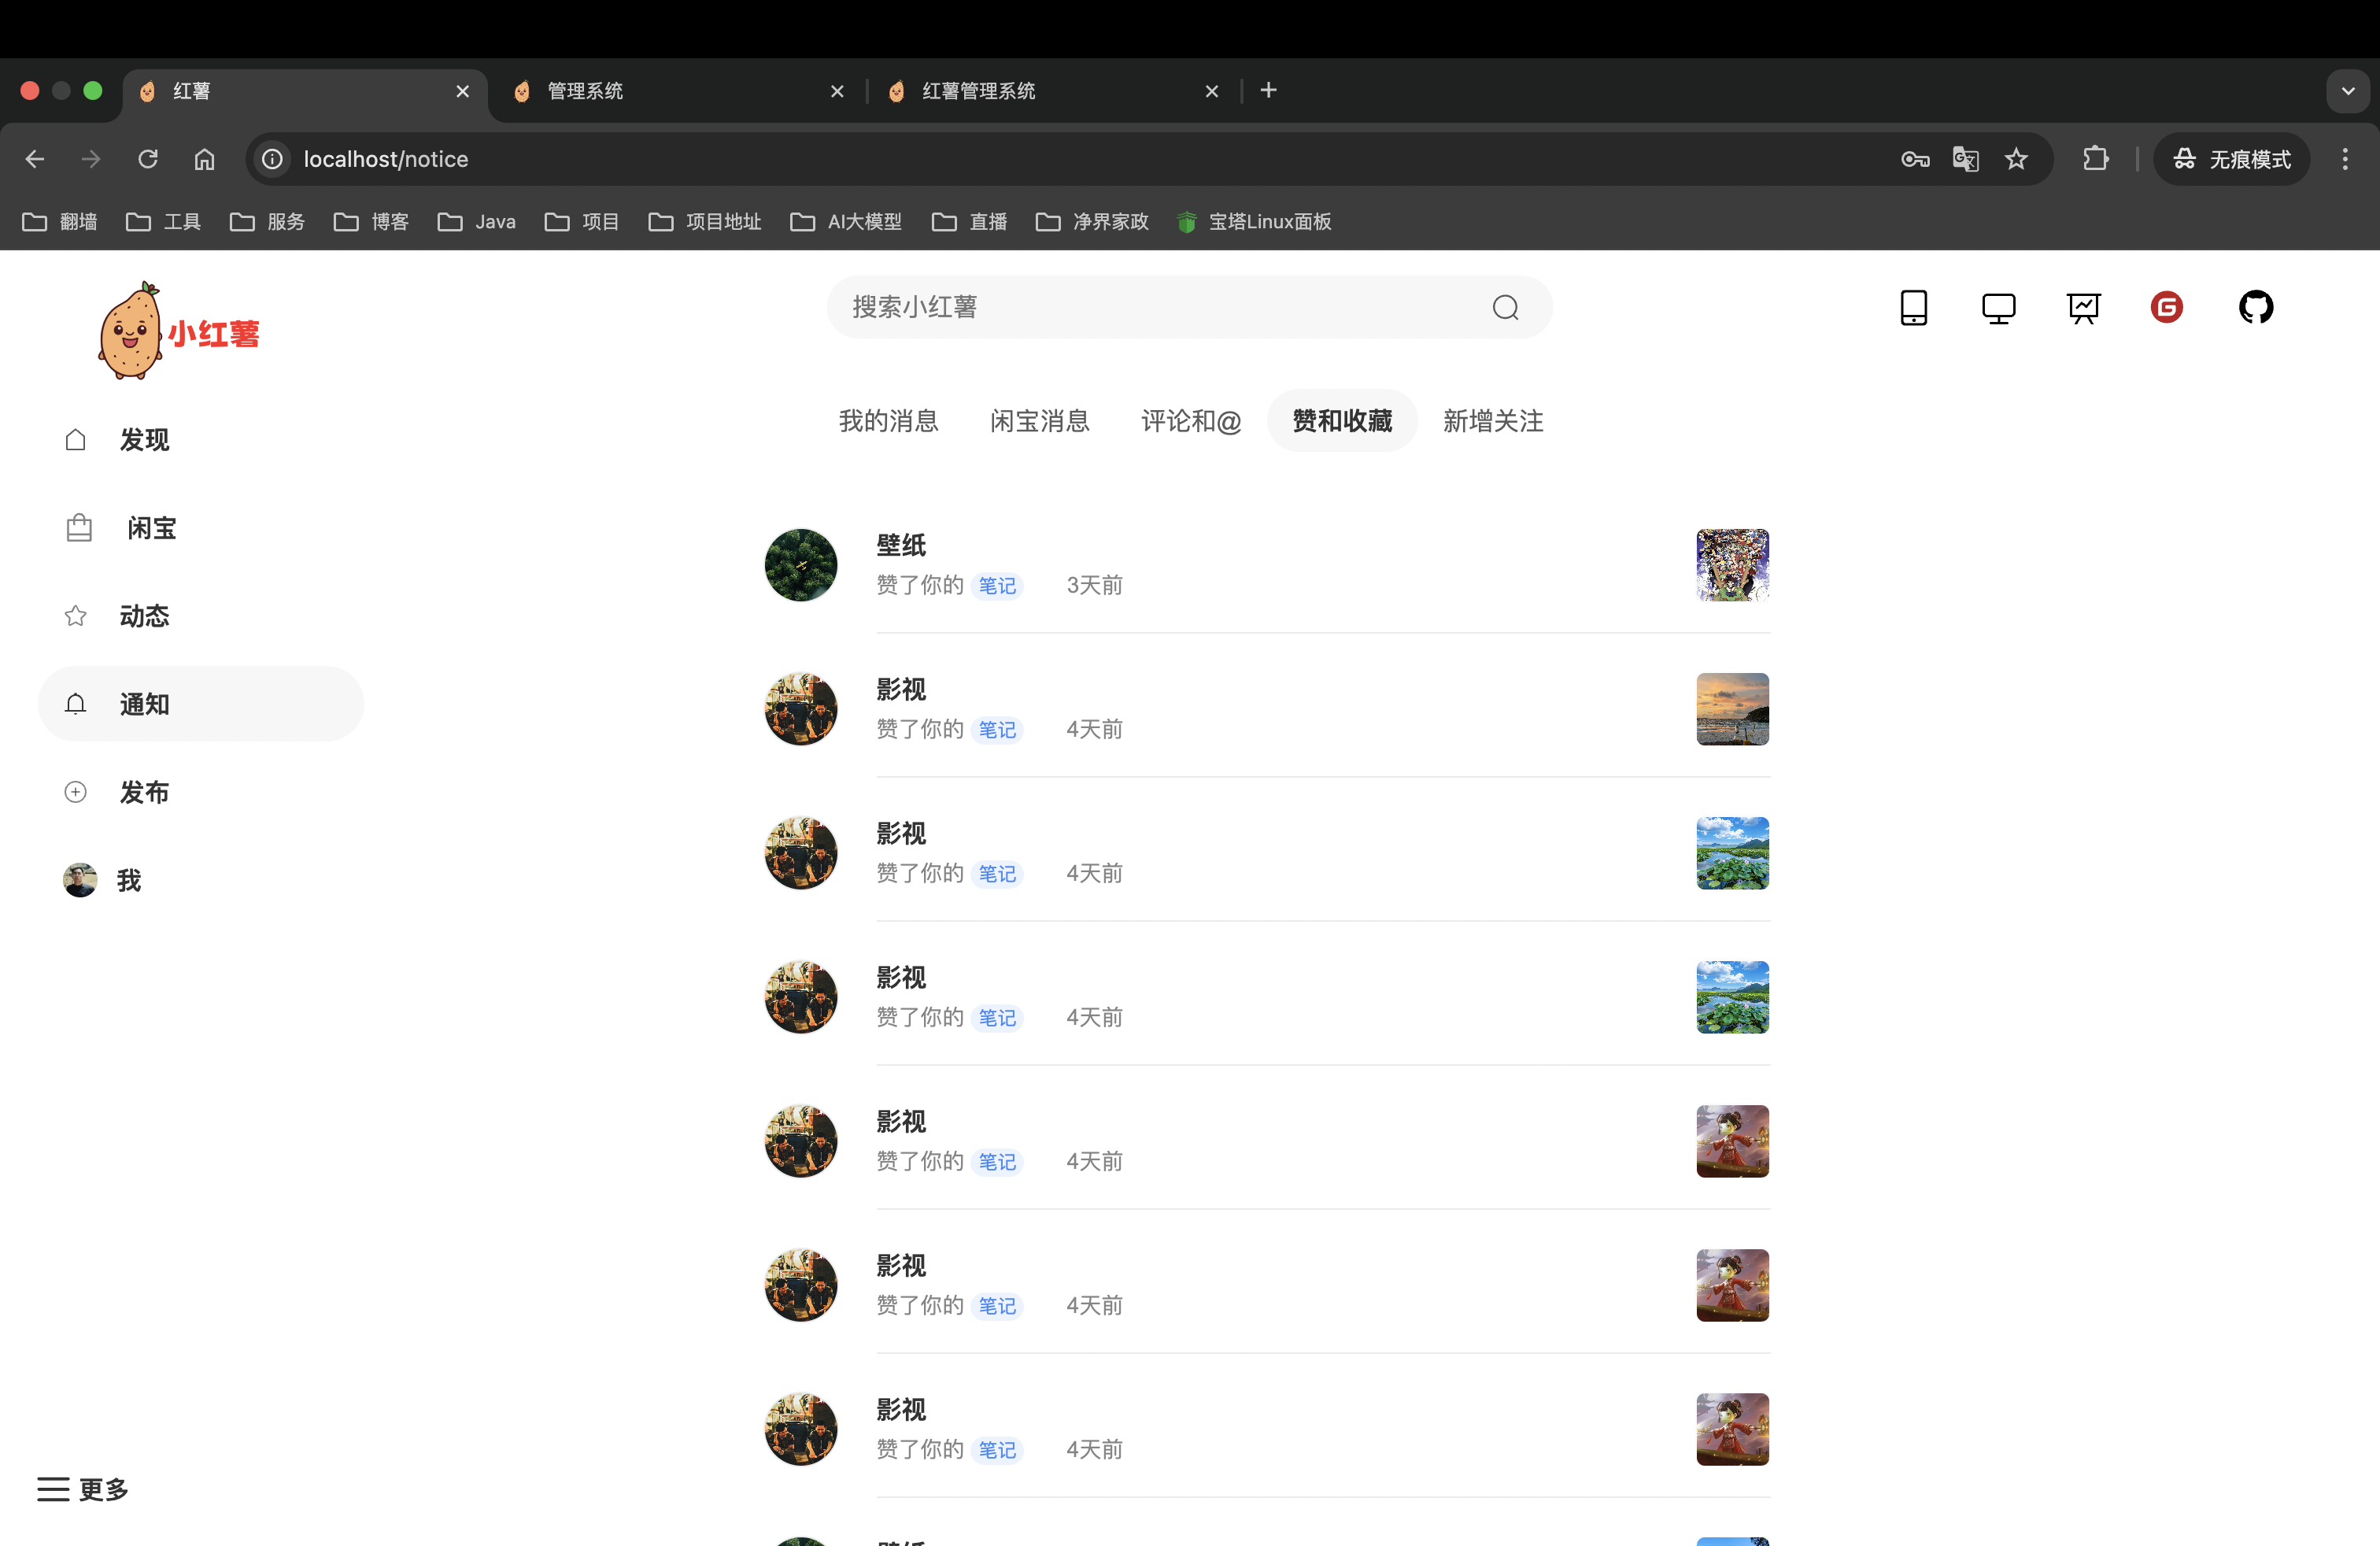 红薯
管理系统
红薯管理系统
localhost/notice
无痕模式
翻墙
工具
服务
博客
Java
项目
项目地址
AI大模型
直播
净界家政
宝塔Linux面板
小红薯
搜索小红薯
我的消息
闲宝消息
评论和@
赞和收藏
新增关注
发现
闲宝
动态
通知
发布
我
更多
壁纸
赞了你的 笔记 3天前
影视
赞了你的 笔记 4天前
影视
赞了你的 笔记 4天前
影视
赞了你的 笔记 4天前
影视
赞了你的 笔记 4天前
影视
赞了你的 笔记 4天前
影视
赞了你的 笔记 4天前